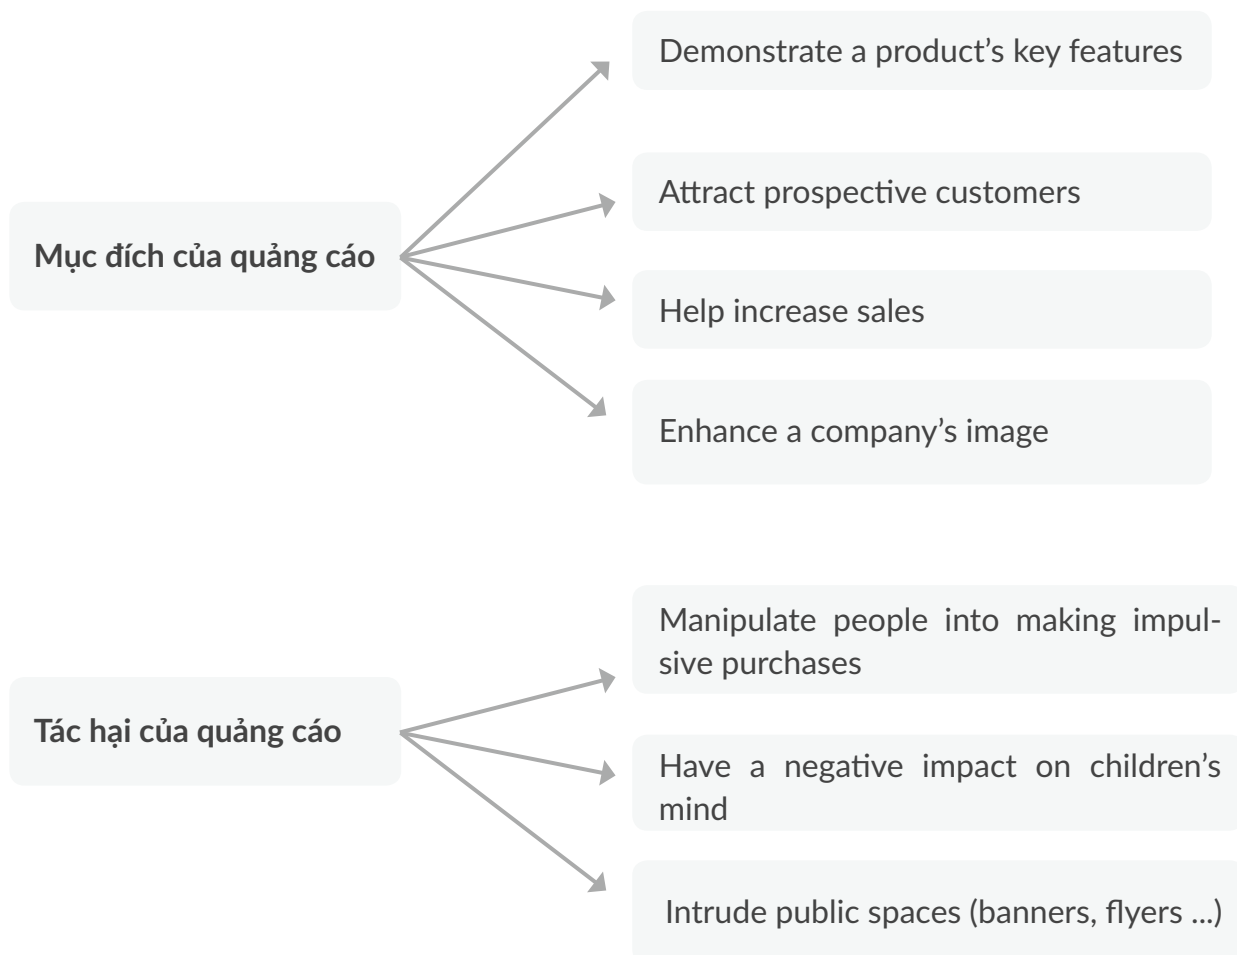 Demonstrate a product’s key features
Attract prospective customers
Mục đích của quảng cáo
Help increase sales
Enhance a company’s image
Manipulate people into making impul-
sive purchases
Tác hại của quảng cáo
Have a negative impact on children’s
mind
Intrude public spaces (banners, flyers ...)